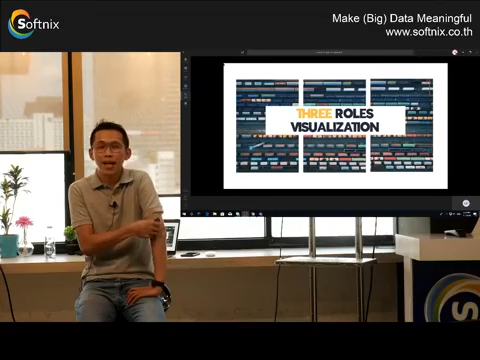 Softnix
Make (Big) Data Meaningful
www.softnix.co.th
THREE ROLES
VISUALIZATION
S